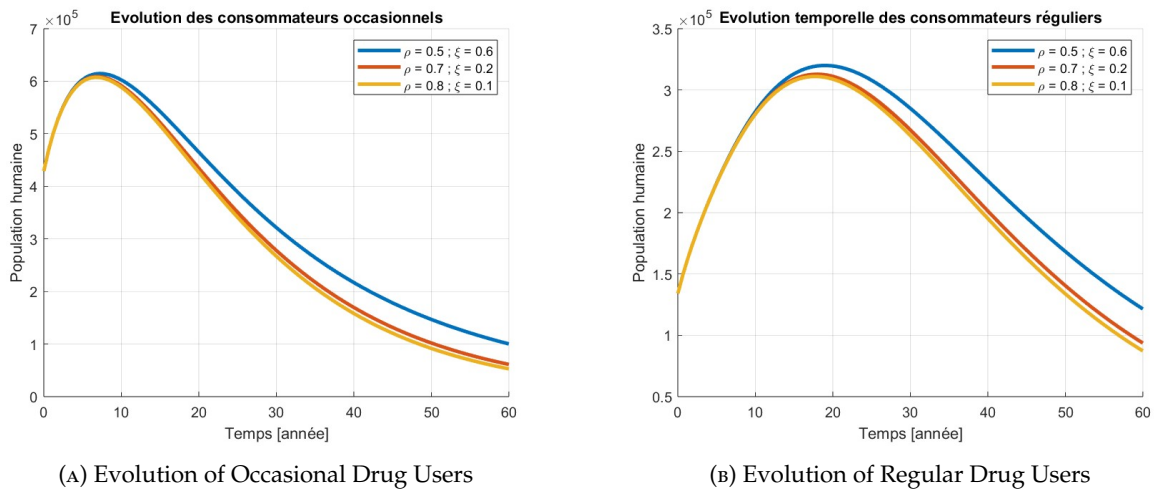 Evolution des consommateurs occasionnels
×10⁵
7
6
5
4
3
2
1
0
Population humaine
ρ = 0.5 ; ξ = 0.6
ρ = 0.7 ; ξ = 0.2
ρ = 0.8 ; ξ = 0.1
0 10 20 30 40 50 60
Temps [année]
(A) Evolution of Occasional Drug Users
Evolution temporelle des consommateurs réguliers
×10⁵
3.5
3
2.5
2
1.5
1
0.5
Population humaine
ρ = 0.5 ; ξ = 0.6
ρ = 0.7 ; ξ = 0.2
ρ = 0.8 ; ξ = 0.1
0 10 20 30 40 50 60
Temps [année]
(B) Evolution of Regular Drug Users